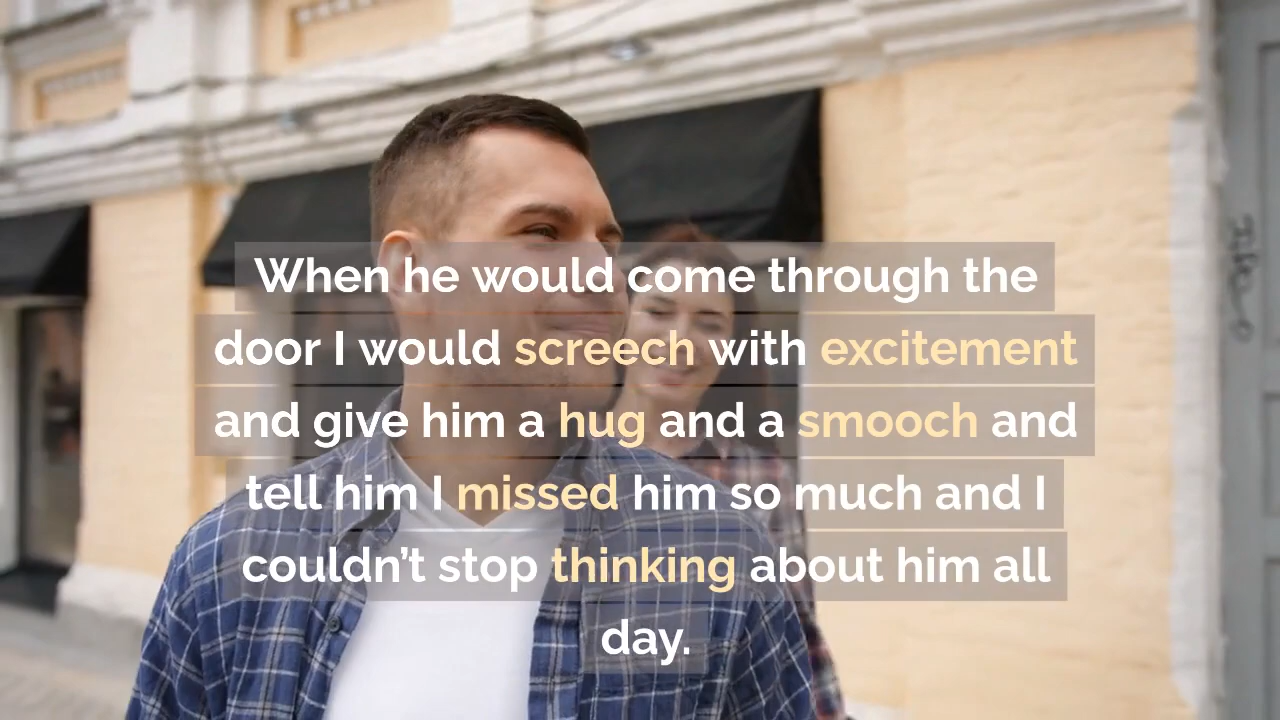 When he would come through the
door I would screech with excitement
and give him a hug and a smooch and
tell him I missed him so much and I
couldn’t stop thinking about him all
day.